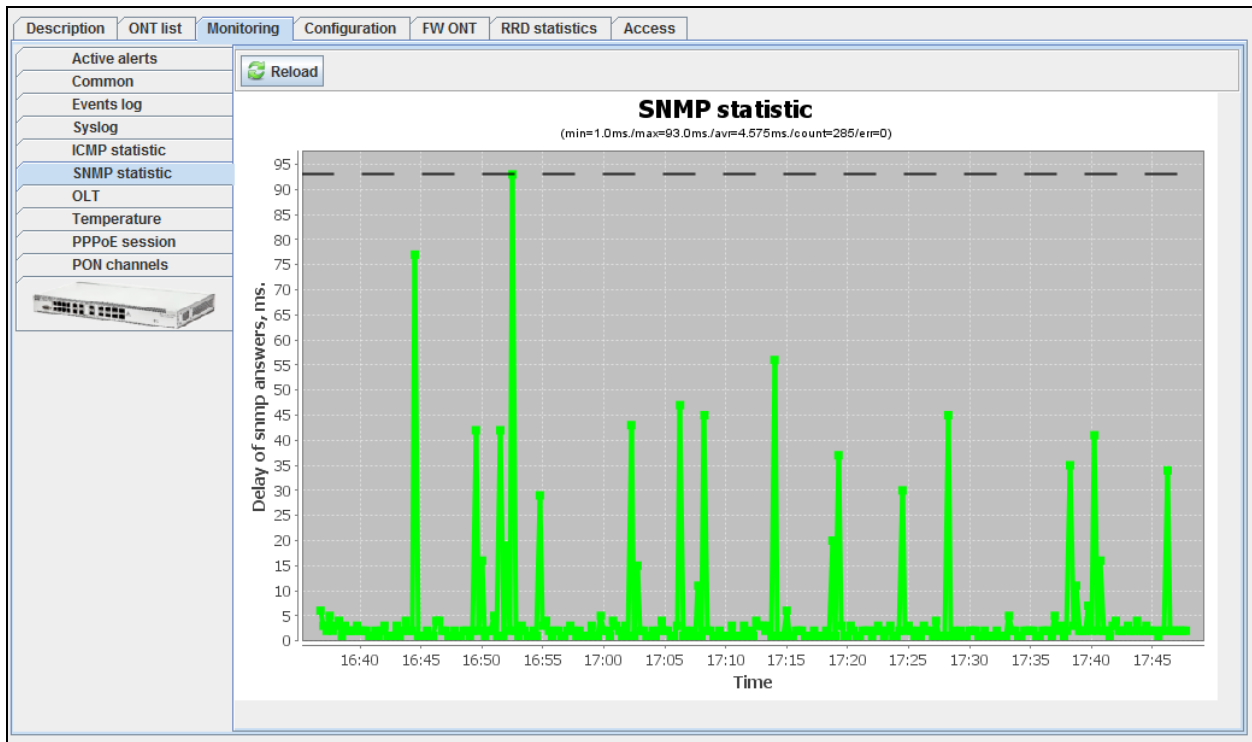 Description ONT list Monitoring Configuration FW ONT RRD statistics Access
Active alerts
Common
Events log
Syslog
ICMP statistic
SNMP statistic
OLT
Temperature
PPPoE session
PON channels
Reload
SNMP statistic
(min=1.0ms./max=93.0ms./avr=4.575ms./count=285/err=0)
Delay of snmp answers, ms.
95
90
85
80
75
70
65
60
55
50
45
40
35
30
25
20
15
10
5
0
16:40 16:45 16:50 16:55 17:00 17:05 17:10 17:15 17:20 17:25 17:30 17:35 17:40 17:45
Time